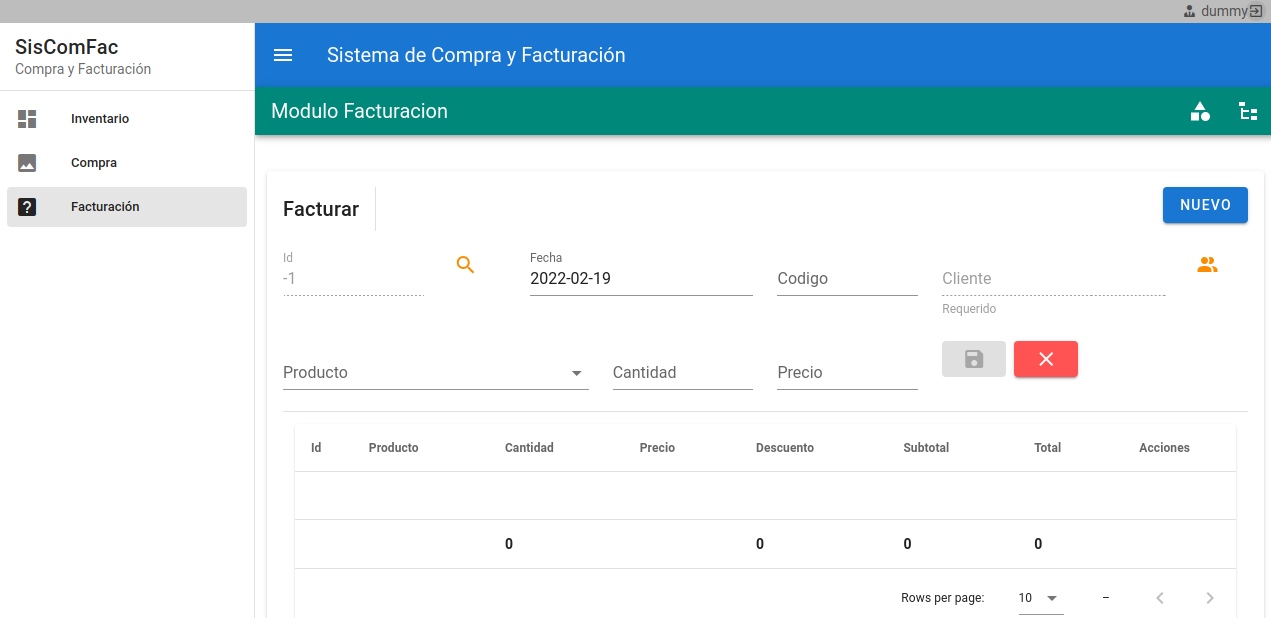 dummy
SisComFac
Compra y Facturación
Sistema de Compra y Facturación
Inventario
Compra
Facturación
Modulo Facturacion
Facturar
NUEVO
Id
-1
Fecha
2022-02-19
Codigo
Cliente
Requerido
Producto
Cantidad
Precio
Id Producto Cantidad Precio Descuento Subtotal Total Acciones
0 0 0 0
Rows per page: 10 –